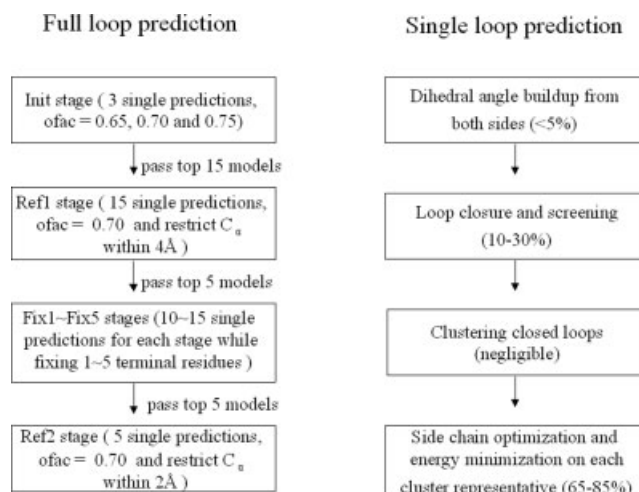 Full loop prediction
Init stage ( 3 single predictions,
ofac = 0.65, 0.70 and 0.75)
pass top 15 models
Ref1 stage ( 15 single predictions,
ofac = 0.70 and restrict Cα
within 4Å )
pass top 5 models
Fix1~Fix5 stages (10~15 single
predictions for each stage while
fixing 1~5 terminal residues )
pass top 5 models
Ref2 stage ( 5 single predictions,
ofac = 0.70 and restrict Cα
within 2Å )
Single loop prediction
Dihedral angle buildup from
both sides (<5%)
Loop closure and screening
(10-30%)
Clustering closed loops
(negligible)
Side chain optimization and
energy minimization on each
cluster representative (65-85%)